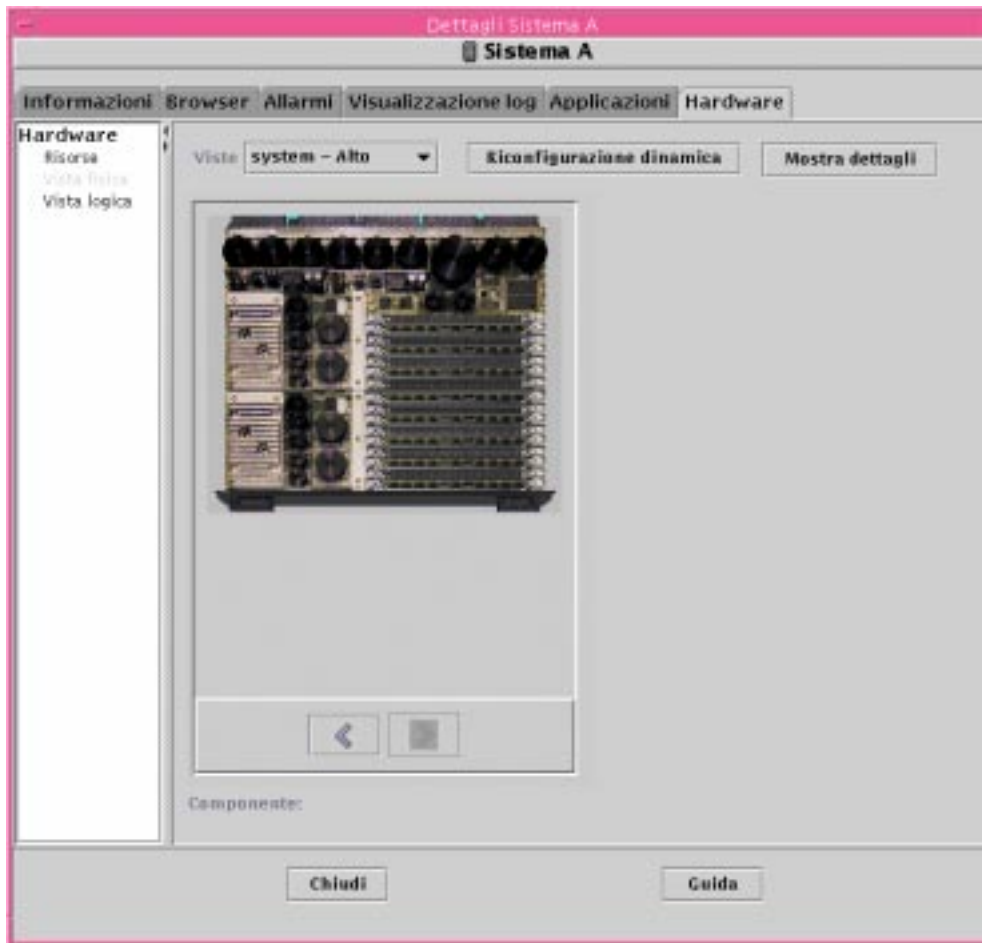 Dettagli Sistema A
Sistema A
Informazioni Browser Allarmi Visualizzazione log Applicazioni Hardware
Hardware
Risorse
Vista fisica
Vista logica
Viste system – Alto Riconfigurazione dinamica Mostra dettagli
Componente:
Chiudi Guida